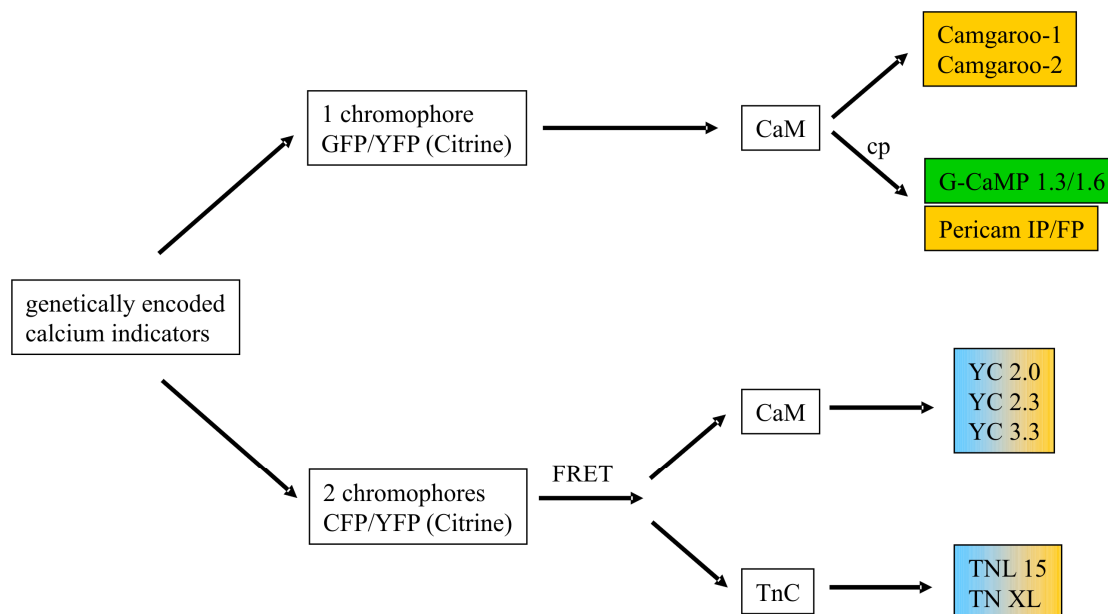 Camgaroo-1
Camgaroo-2
1 chromophore
GFP/YFP (Citrine)
CaM
cp
G-CaMP 1.3/1.6
Pericam IP/FP
genetically encoded
calcium indicators
YC 2.0
YC 2.3
YC 3.3
CaM
FRET
2 chromophores
CFP/YFP (Citrine)
TnC
TNL 15
TN XL